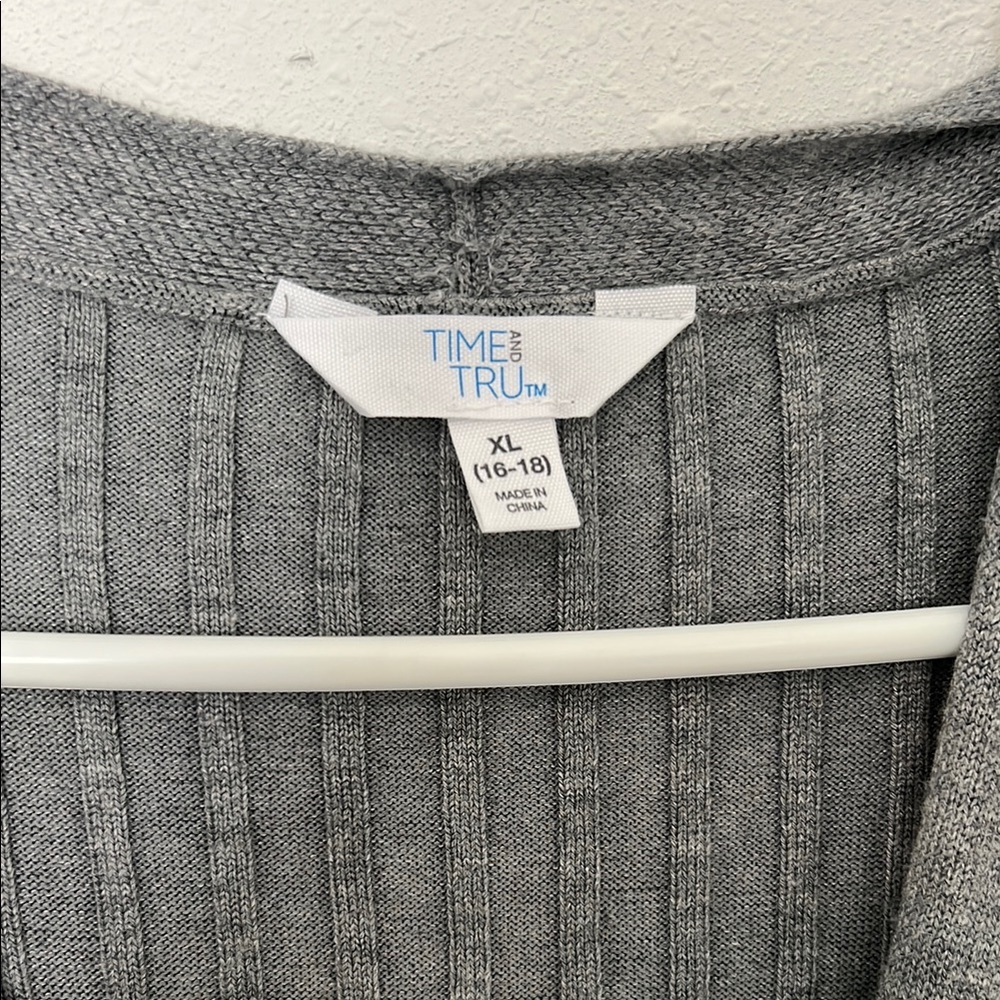 TIME AND
TRU™
XL
(16-18)
MADE IN
CHINA